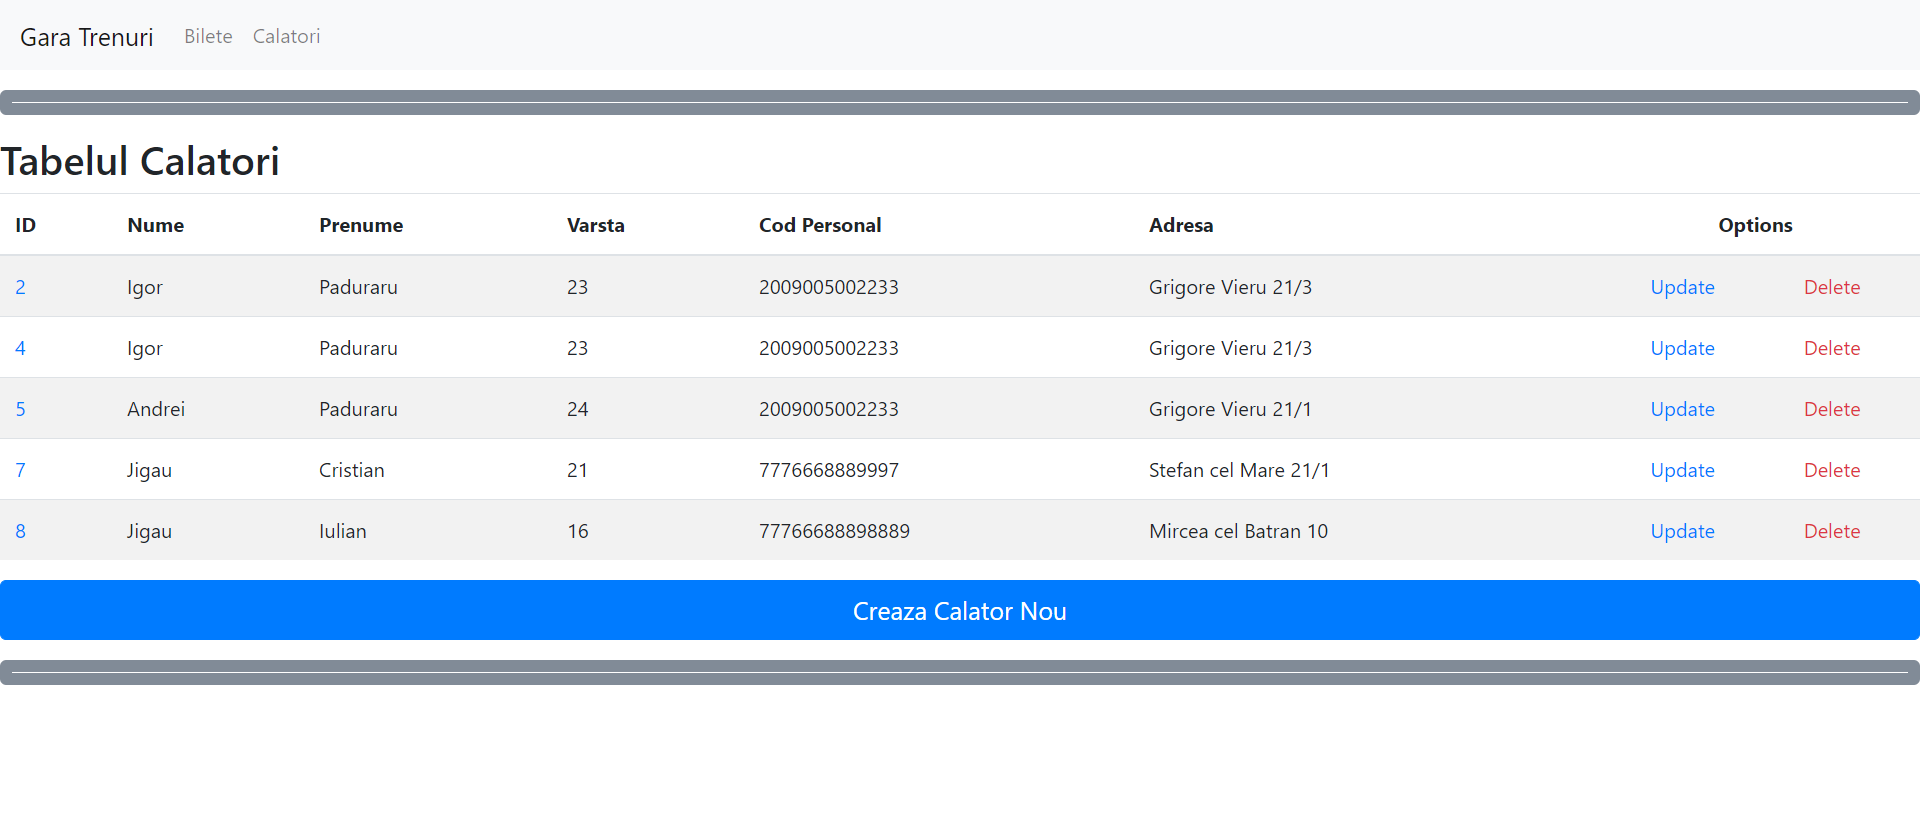 Gara Trenuri Bilete Calatori
Tabelul Calatori
ID Nume Prenume Varsta Cod Personal Adresa Options
2 Igor Paduraru 23 2009005002233 Grigore Vieru 21/3 Update Delete
4 Igor Paduraru 23 2009005002233 Grigore Vieru 21/3 Update Delete
5 Andrei Paduraru 24 2009005002233 Grigore Vieru 21/1 Update Delete
7 Jigau Cristian 21 7776668889997 Stefan cel Mare 21/1 Update Delete
8 Jigau Iulian 16 77766688898889 Mircea cel Batran 10 Update Delete
Creaza Calator Nou